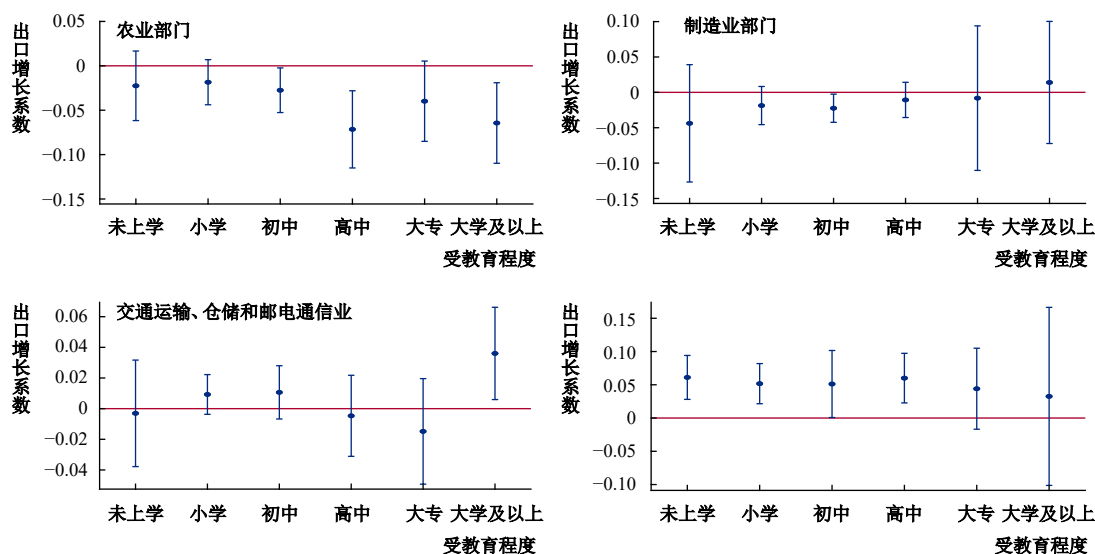 出口增长系数
农业部门
0.05
0
−0.05
−0.10
−0.15
未上学 小学 初中 高中 大专 大学及以上
受教育程度
出口增长系数
制造业部门
0.10
0.05
0
−0.05
−0.10
−0.15
未上学 小学 初中 高中 大专 大学及以上
受教育程度
出口增长系数
交通运输、仓储和邮电通信业
0.06
0.04
0.02
0
−0.02
−0.04
未上学 小学 初中 高中 大专 大学及以上
受教育程度
出口增长系数
0.15
0.10
0.05
0
−0.05
−0.10
未上学 小学 初中 高中 大专 大学及以上
受教育程度